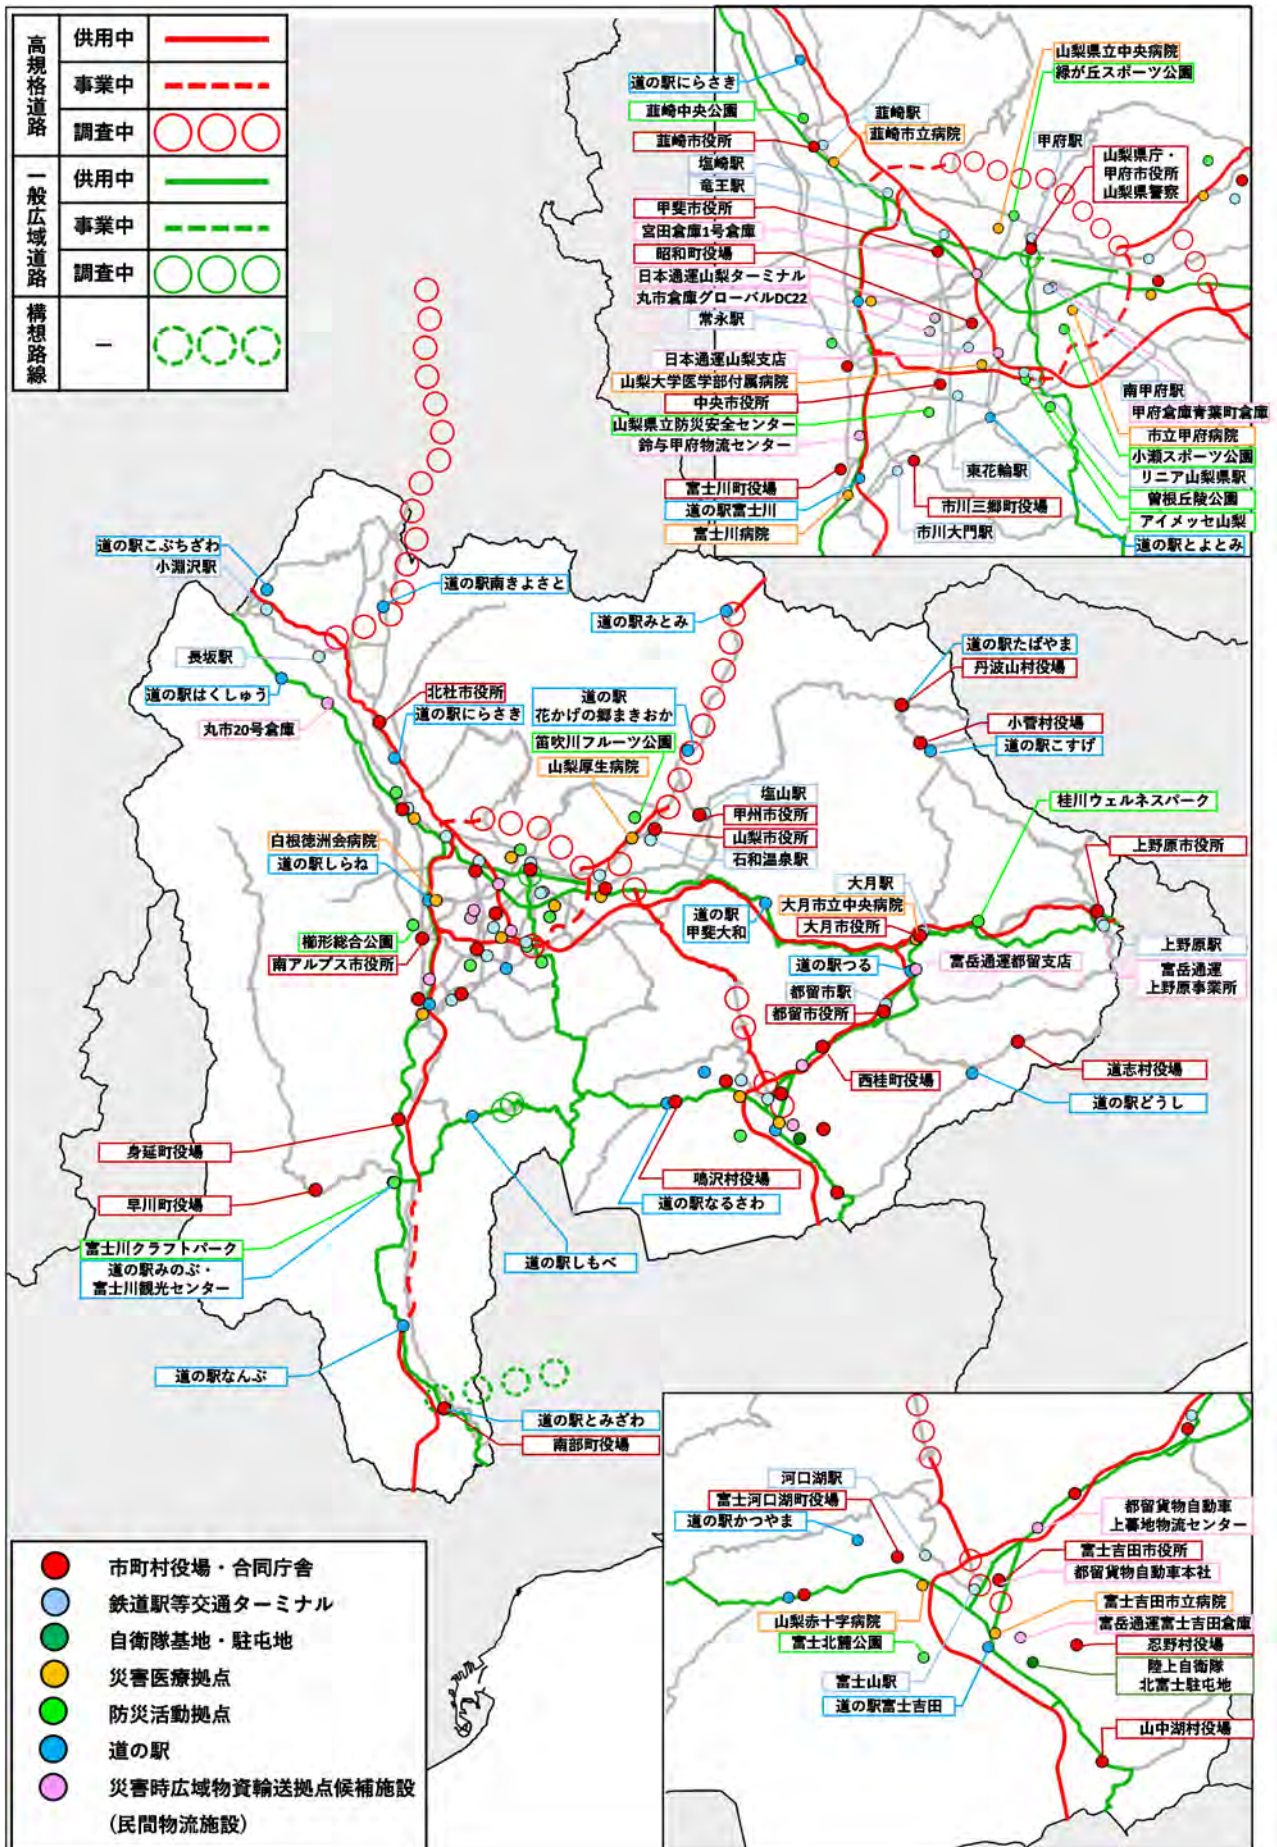 高規格道路
供用中
事業中
調査中
一般広域道路
供用中
事業中
調査中
構想路線
－
山梨県立中央病院
緑が丘スポーツ公園
道の駅にらさき
韮崎中央公園
韮崎駅
韮崎市役所
韮崎市立病院
甲府駅
塩崎駅
山梨県庁・
甲府市役所
山梨県警察
竜王駅
甲斐市役所
宮田倉庫1号倉庫
昭和町役場
日本通運山梨ターミナル
丸市倉庫グローバルDC22
常永駅
日本通運山梨支店
山梨大学医学部付属病院
中央市役所
山梨県立防災安全センター
鈴与甲府物流センター
南甲府駅
甲府倉庫青葉町倉庫
市立甲府病院
小瀬スポーツ公園
東花輪駅
リニア山梨県駅
富士川町役場
市川三郷町役場
曽根丘陵公園
道の駅富士川
アイメッセ山梨
富士川病院
市川大門駅
道の駅とよとみ
道の駅こぶちざわ
小淵沢駅
道の駅南きよさと
道の駅みとみ
長坂駅
道の駅たばやま
丹波山村役場
道の駅はくしゅう
北杜市役所
道の駅にらさき
丸市20号倉庫
道の駅
花かげの郷まきおか
小菅村役場
道の駅こすげ
笛吹川フルーツ公園
山梨厚生病院
塩山駅
甲州市役所
桂川ウェルネスパーク
白根徳洲会病院
山梨市役所
上野原市役所
道の駅しらね
石和温泉駅
大月駅
大月市立中央病院
道の駅
甲斐大和
大月市役所
櫛形総合公園
上野原駅
南アルプス市役所
道の駅つる
富岳通運都留支店
富岳通運
上野原事業所
都留市駅
都留市役所
道志村役場
西桂町役場
道の駅どうし
身延町役場
鳴沢村役場
早川町役場
道の駅なるさわ
富士川クラフトパーク
道の駅しもべ
道の駅みのぶ・
富士川観光センター
道の駅なんぶ
道の駅とみざわ
南部町役場
河口湖駅
富士河口湖町役場
道の駅かつやま
都留貨物自動車
上暮地物流センター
富士吉田市役所
都留貨物自動車本社
山梨赤十字病院
富士吉田市立病院
富士北麓公園
富岳通運富士吉田倉庫
忍野村役場
富士山駅
陸上自衛隊
北富士駐屯地
道の駅富士吉田
山中湖村役場
市町村役場・合同庁舎
鉄道駅等交通ターミナル
自衛隊基地・駐屯地
災害医療拠点
防災活動拠点
道の駅
災害時広域物資輸送拠点候補施設
(民間物流施設)